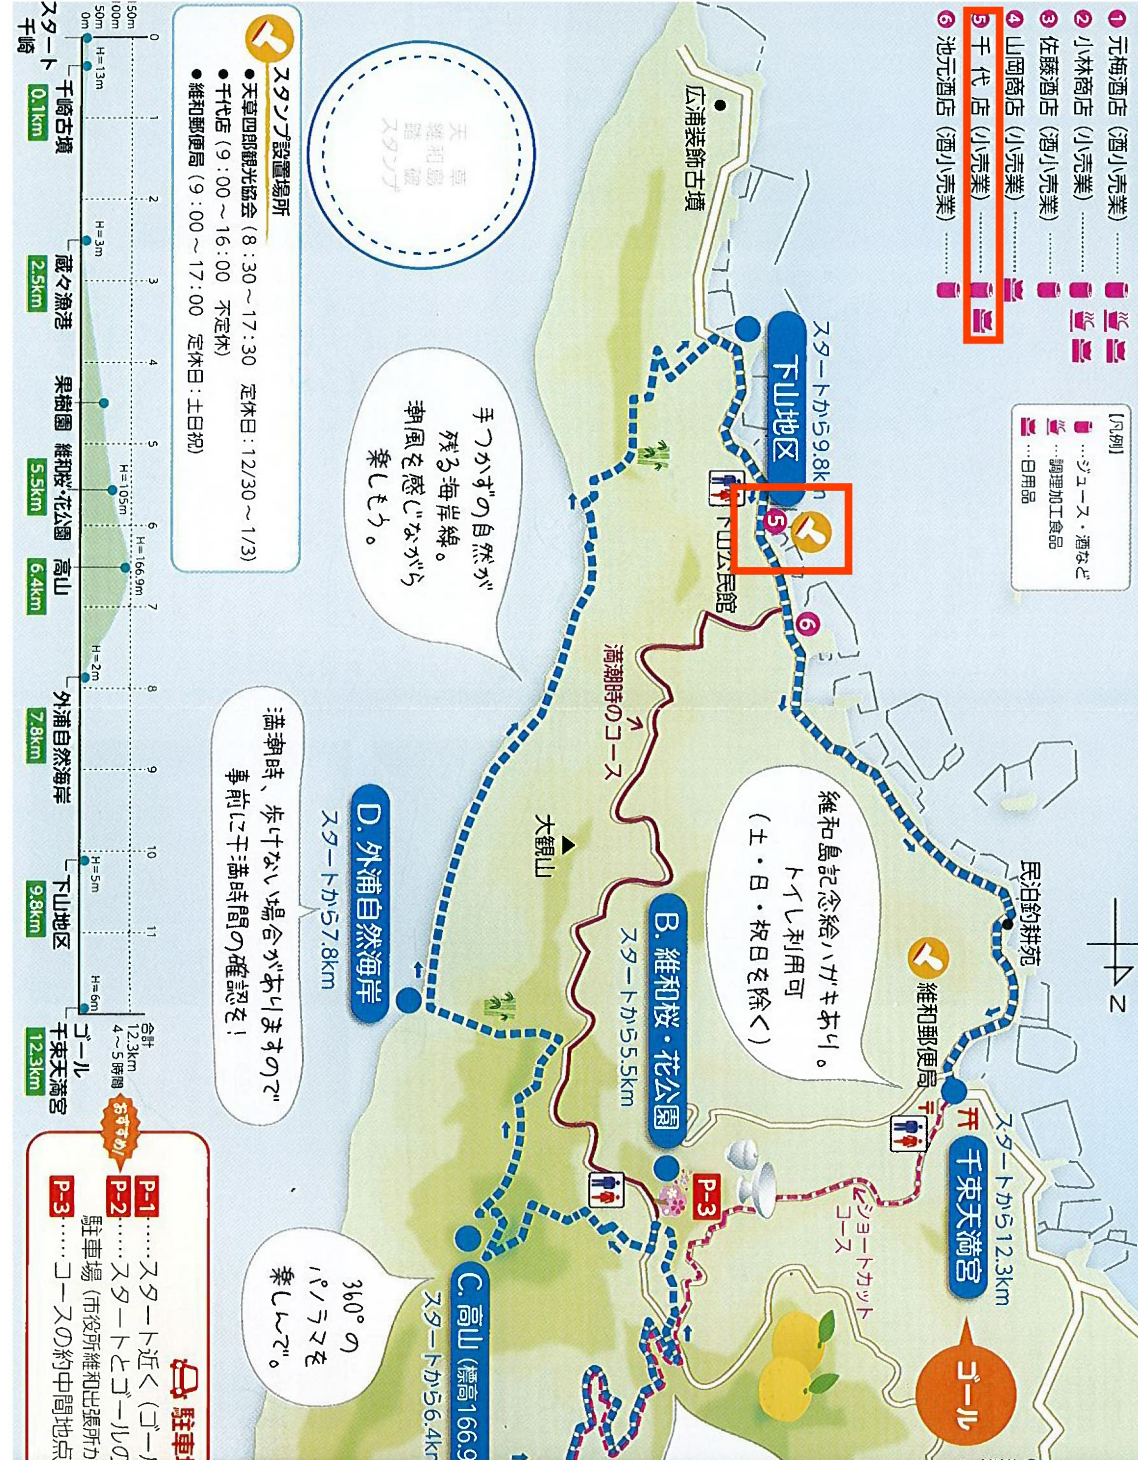 ❶ 元梅酒店（酒小売業）……
❷ 小林商店（小売業）……
❸ 佐藤酒店（酒小売業）……
❹ 山岡商店（小売業）……
❺ 千代店（小売業）……
❻ 池元酒店（酒小売業）……
【凡例】
…ジュース・酒など
…調理加工食品
…日用品
広浦装飾古墳
スタートから9.8km
下山地区
❺
下山公民館
❻
満潮時のコース
大観山
民泊釣耕苑
Z
維和郵便局
維和島記念絵ハガキあり。
トイレ利用可
(土・日・祝日を除く)
手つかずの自然が
残る海岸線。
潮風を感じながら
楽しもう。
天草
維和島
スタンプ
スタンプ設置場所
●天草四郎観光協会（8：30～17：30　定休日：12/30～1/3）
●千代店（9：00～16：00　不定休）
●維和郵便局（9：00～17：00　定休日：土日祝）
D. 外浦自然海岸
スタートから7.8km
満潮時、歩けない場合がありますので
事前に干満時間の確認を！
B. 維和桜・花公園
スタートから5.5km
P-3
ショートカット
コース
スタートから12.3km
千束天満宮
ゴール
C. 高山（標高166.9
スタートから6.4k
360°の
パノラマを
楽しんで。
150m
100m
50m
0m
0 1 2 3 4 5 6 7 8 9 10 11
H=13m
H=3m
H=105m
H=166.9m
H=2m
H=5m
H=6m
合計
12.3km
4～5時間
スタート
千崎
千崎古墳
0.1km
蔵々漁港
2.5km
果樹園
維和桜・花公園
5.5km
高山
6.4km
外浦自然海岸
7.8km
下山地区
9.8km
ゴール
千束天満宮
12.3km
駐車
おすすめ！
P-1……スタート近く（ゴー
P-2……スタートとゴールの
駐車場（市役所維和出張所か
P-3……コースの約中間地点